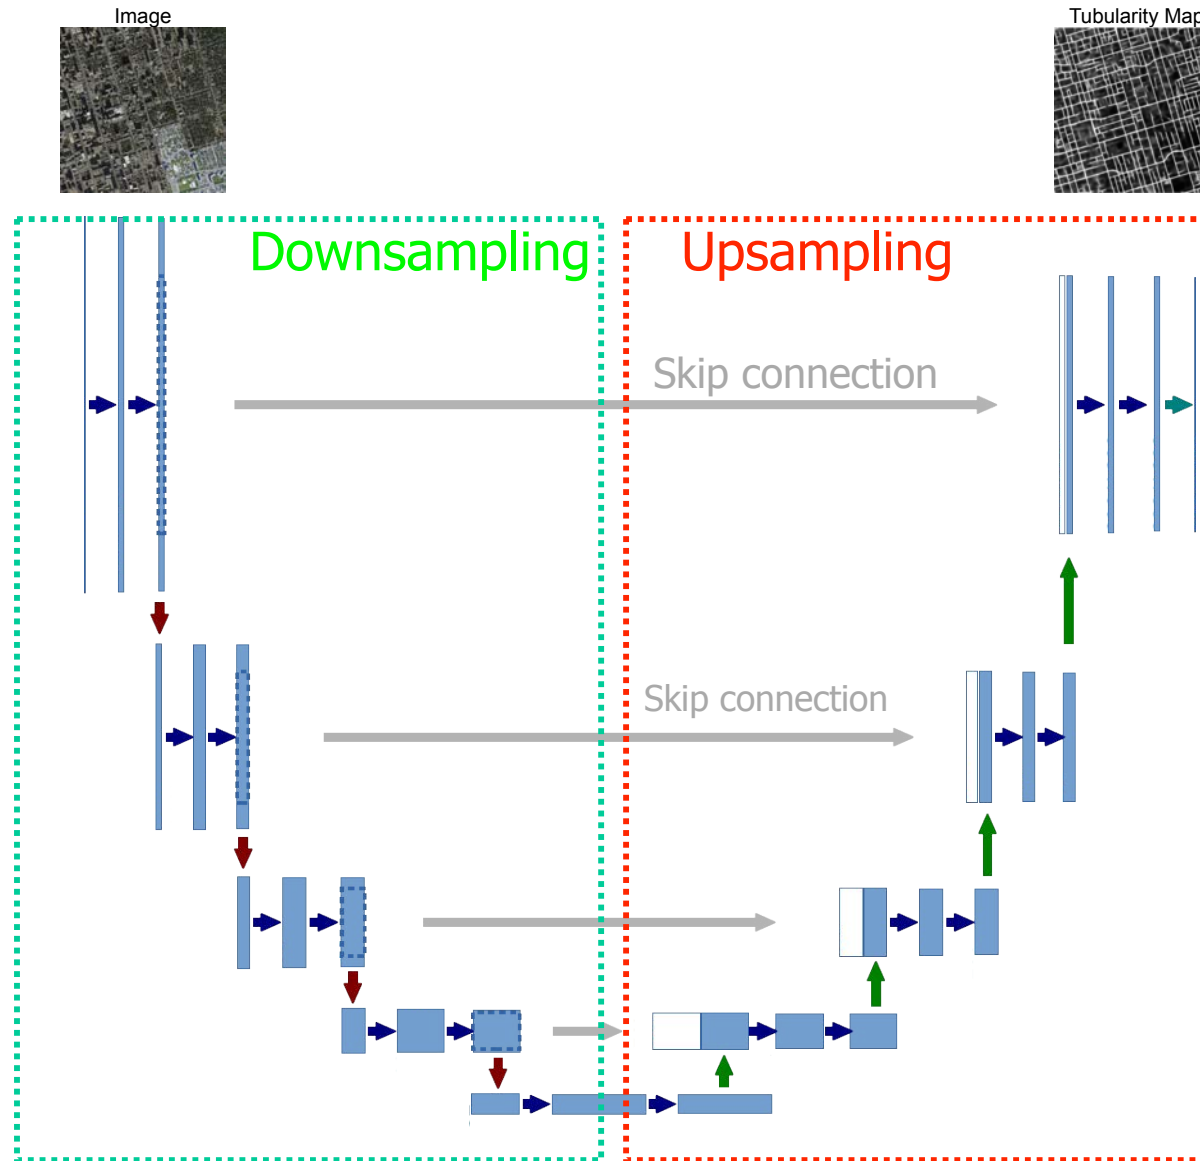 Image
Tubularity Map
Downsampling
Upsampling
Skip connection
Skip connection